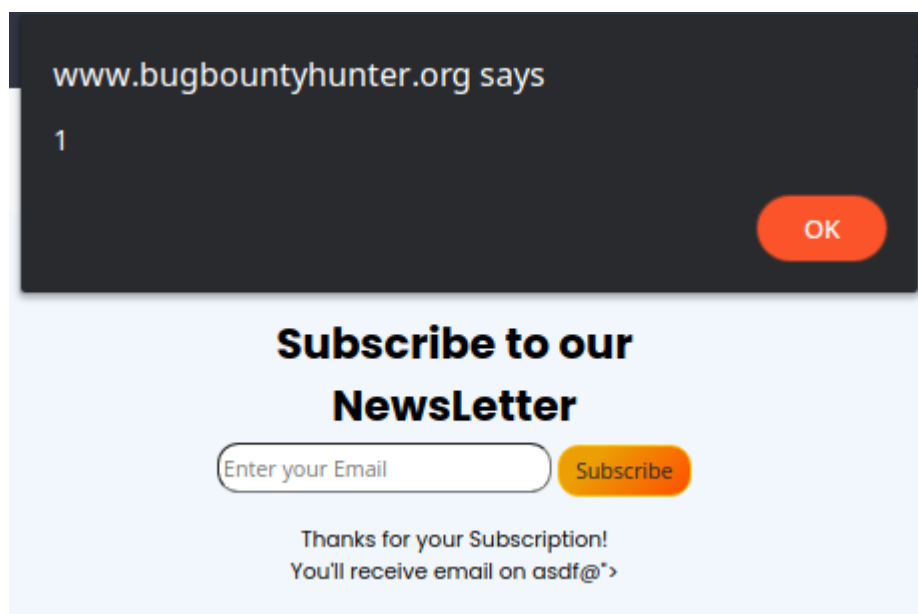 www.bugbountyhunter.org says
1
OK
Subscribe to our
NewsLetter
Enter your Email
Subscribe
Thanks for your Subscription!
You'll receive email on asdf@">